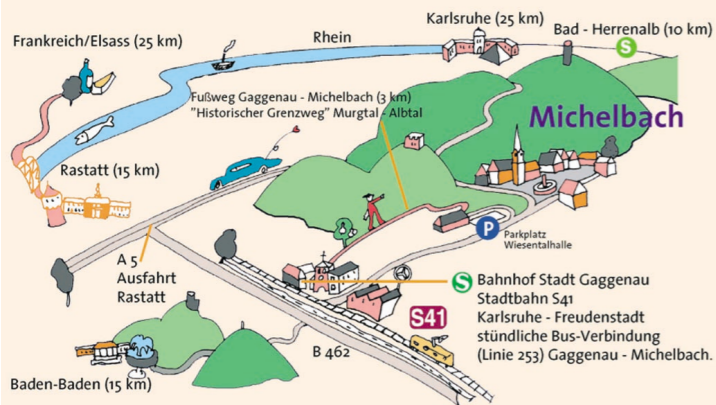 Karlsruhe (25 km)
Bad - Herrenalb (10 km)
S
Frankreich/Elsass (25 km)
Rhein
Fußweg Gaggenau - Michelbach (3 km)
"Historischer Grenzweg" Murgtal - Albtal
Michelbach
Rastatt (15 km)
P
Parkplatz
Wiesentalhalle
A 5
Ausfahrt
Rastatt
S
Bahnhof Stadt Gaggenau
Stadtbahn S41
Karlsruhe - Freudenstadt
stündliche Bus-Verbindung
(Linie 253) Gaggenau - Michelbach.
S41
B 462
Baden-Baden (15 km)